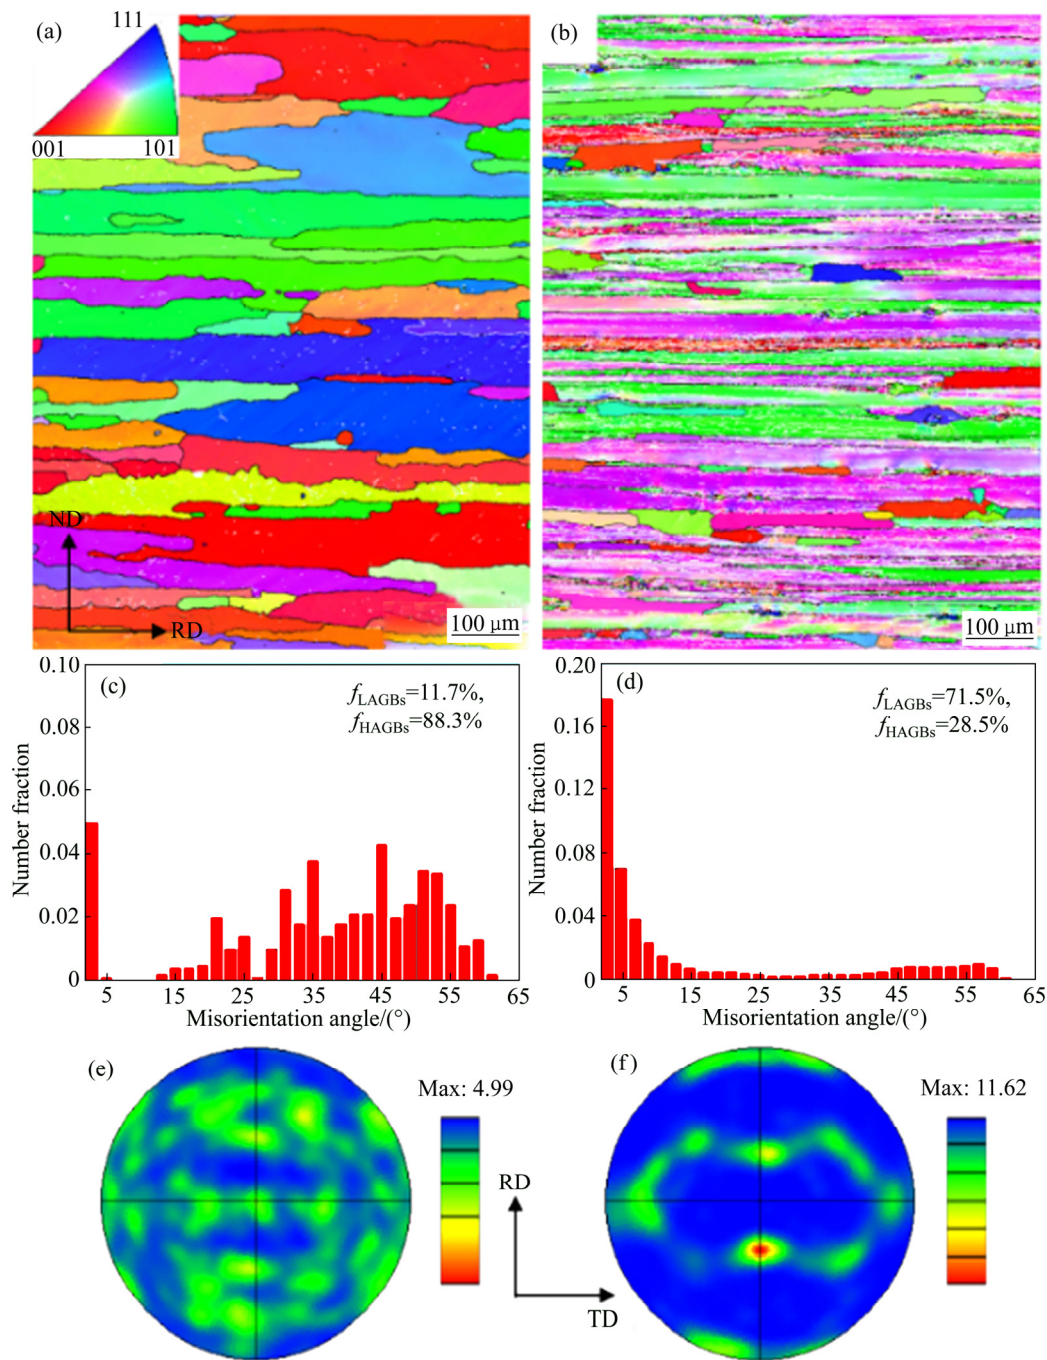 (a)
111
001
101
ND
RD
100 μm
(b)
100 μm
0.10
0.08
0.06
0.04
0.02
0
Number fraction
(c)
fLAGBs=11.7%,
fHAGBs=88.3%
5
15
25
35
45
55
65
Misorientation angle/(°)
0.20
0.16
0.12
0.08
0.04
0
Number fraction
(d)
fLAGBs=71.5%,
fHAGBs=28.5%
5
15
25
35
45
55
65
Misorientation angle/(°)
(e)
Max: 4.99
RD
TD
(f)
Max: 11.62